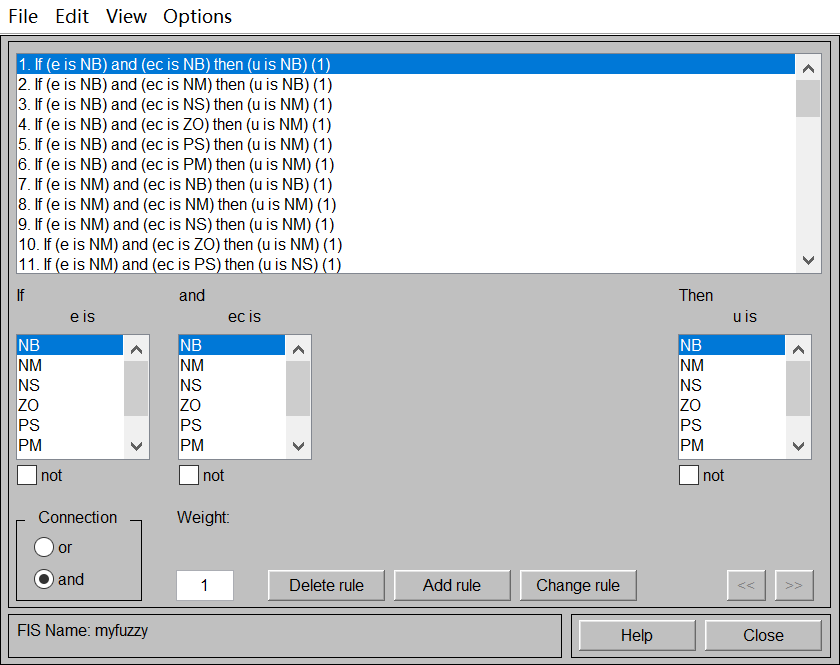 File Edit View Options
1. If (e is NB) and (ec is NB) then (u is NB) (1)
2. If (e is NB) and (ec is NM) then (u is NB) (1)
3. If (e is NB) and (ec is NS) then (u is NM) (1)
4. If (e is NB) and (ec is ZO) then (u is NM) (1)
5. If (e is NB) and (ec is PS) then (u is NM) (1)
6. If (e is NB) and (ec is PM) then (u is NM) (1)
7. If (e is NM) and (ec is NB) then (u is NB) (1)
8. If (e is NM) and (ec is NM) then (u is NM) (1)
9. If (e is NM) and (ec is NS) then (u is NM) (1)
10. If (e is NM) and (ec is ZO) then (u is NM) (1)
11. If (e is NM) and (ec is PS) then (u is NS) (1)
If and Then
e is ec is u is
NB NB NB
NM NM NM
NS NS NS
ZO ZO ZO
PS PS PS
PM PM PM
not not not
Connection Weight:
or
and 1 Delete rule Add rule Change rule << >>
FIS Name: myfuzzy Help Close